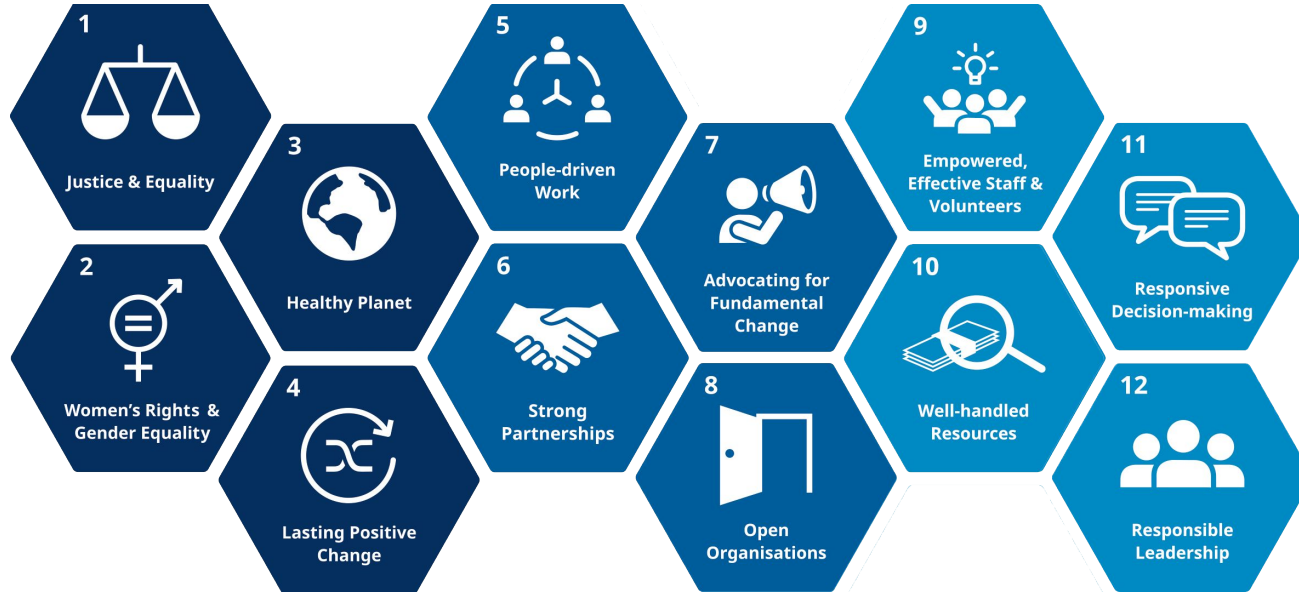 1
Justice & Equality
2
Women’s Rights &
Gender Equality
3
Healthy Planet
4
Lasting Positive
Change
5
People-driven
Work
6
Strong
Partnerships
7
Advocating for
Fundamental
Change
8
Open
Organisations
9
Empowered,
Effective Staff &
Volunteers
10
Well-handled
Resources
11
Responsive
Decision-making
12
Responsible
Leadership